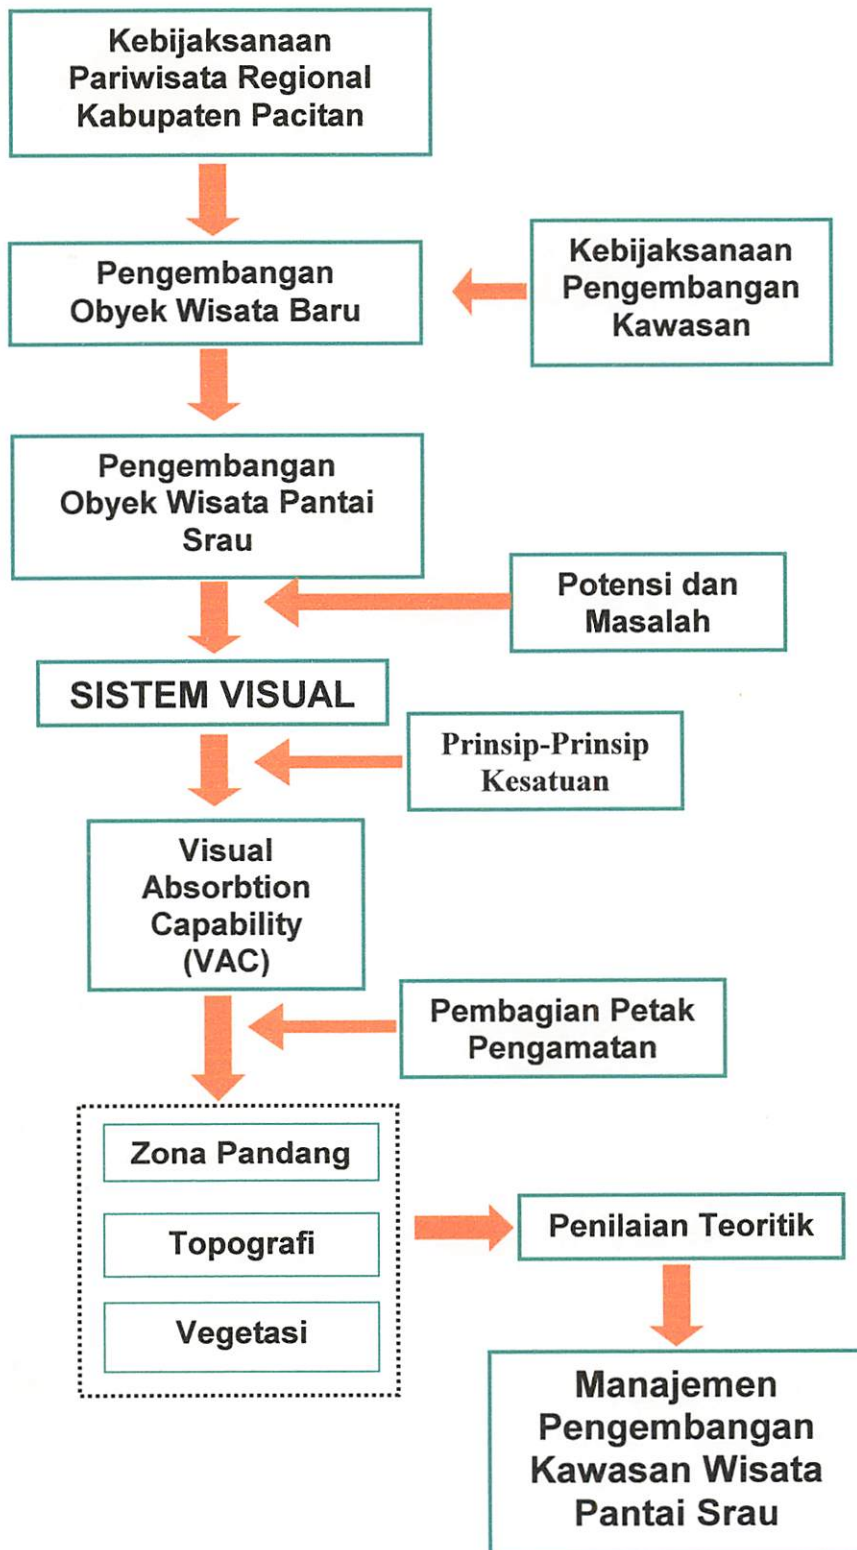 Kebijaksanaan
Pariwisata Regional
Kabupaten Pacitan
Pengembangan
Obyek Wisata Baru
Kebijaksanaan
Pengembangan
Kawasan
Pengembangan
Obyek Wisata Pantai
Srau
Potensi dan
Masalah
SISTEM VISUAL
Prinsip-Prinsip
Kesatuan
Visual
Absorbtion
Capability
(VAC)
Pembagian Petak
Pengamatan
Zona Pandang
Topografi
Vegetasi
Penilaian Teoritik
Manajemen
Pengembangan
Kawasan Wisata
Pantai Srau